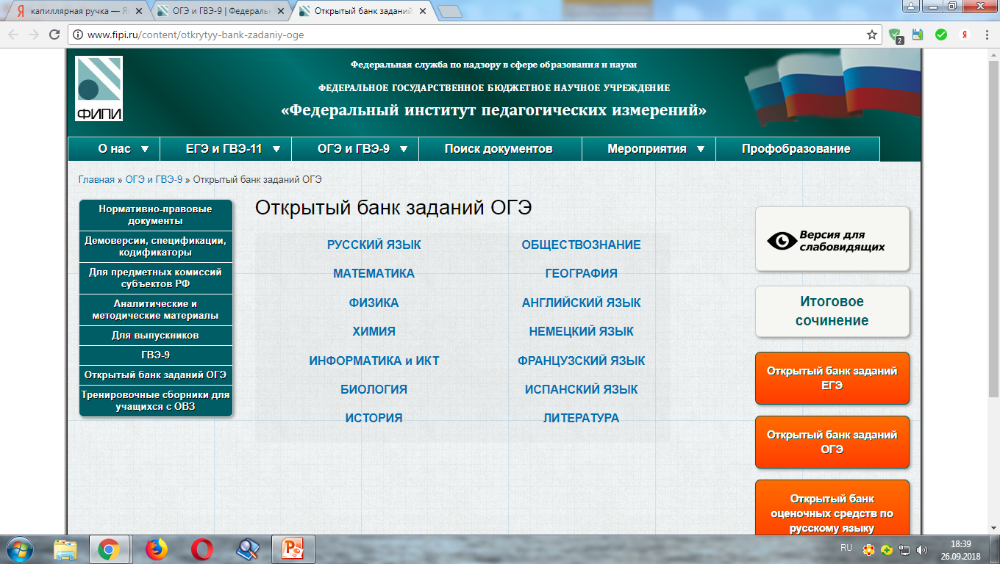 капиллярная ручка — Я
ОГЭ и ГВЭ-9 | Федераль
Открытый банк заданий
www.fipi.ru/content/otkrytyy-bank-zadaniy-oge
2
Я
ФИПИ
Федеральная служба по надзору в сфере образования и науки
ФЕДЕРАЛЬНОЕ ГОСУДАРСТВЕННОЕ БЮДЖЕТНОЕ НАУЧНОЕ УЧРЕЖДЕНИЕ
«Федеральный институт педагогических измерений»
О нас
ЕГЭ и ГВЭ-11
ОГЭ и ГВЭ-9
Поиск документов
Мероприятия
Профобразование
Главная » ОГЭ и ГВЭ-9 » Открытый банк заданий ОГЭ
Нормативно-правовые
документы
Демоверсии, спецификации,
кодификаторы
Для предметных комиссий
субъектов РФ
Аналитические и
методические материалы
Для выпускников
ГВЭ-9
Открытый банк заданий ОГЭ
Тренировочные сборники для
учащихся с ОВЗ
Открытый банк заданий ОГЭ
РУССКИЙ ЯЗЫК
ОБЩЕСТВОЗНАНИЕ
МАТЕМАТИКА
ГЕОГРАФИЯ
ФИЗИКА
АНГЛИЙСКИЙ ЯЗЫК
ХИМИЯ
НЕМЕЦКИЙ ЯЗЫК
ИНФОРМАТИКА и ИКТ
ФРАНЦУЗСКИЙ ЯЗЫК
БИОЛОГИЯ
ИСПАНСКИЙ ЯЗЫК
ИСТОРИЯ
ЛИТЕРАТУРА
Версия для
слабовидящих
Итоговое
сочинение
Открытый банк заданий
ЕГЭ
Открытый банк заданий
ОГЭ
Открытый банк
оценочных средств по
русскому языку
RU
18:39
26.09.2018